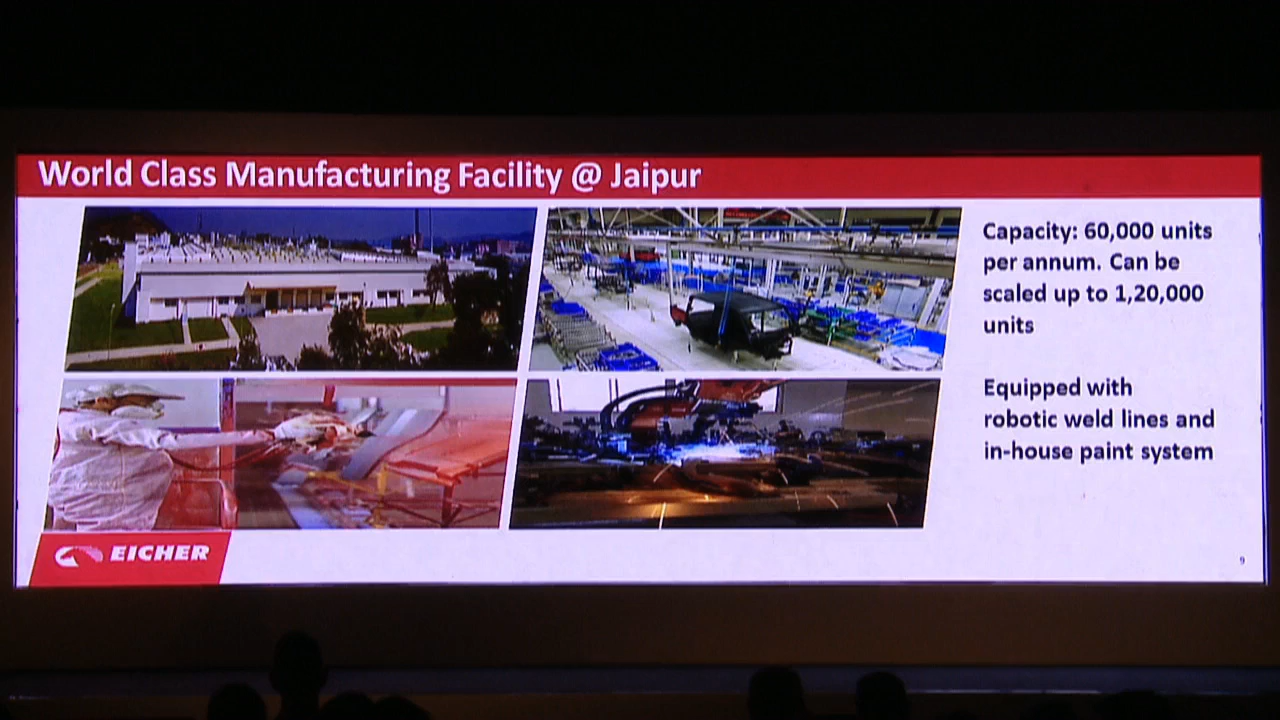 World Class Manufacturing Facility @ Jaipur
Capacity: 60,000 units
per annum. Can be
scaled up to 1,20,000
units
Equipped with
robotic weld lines and
in-house paint system
EICHER
9